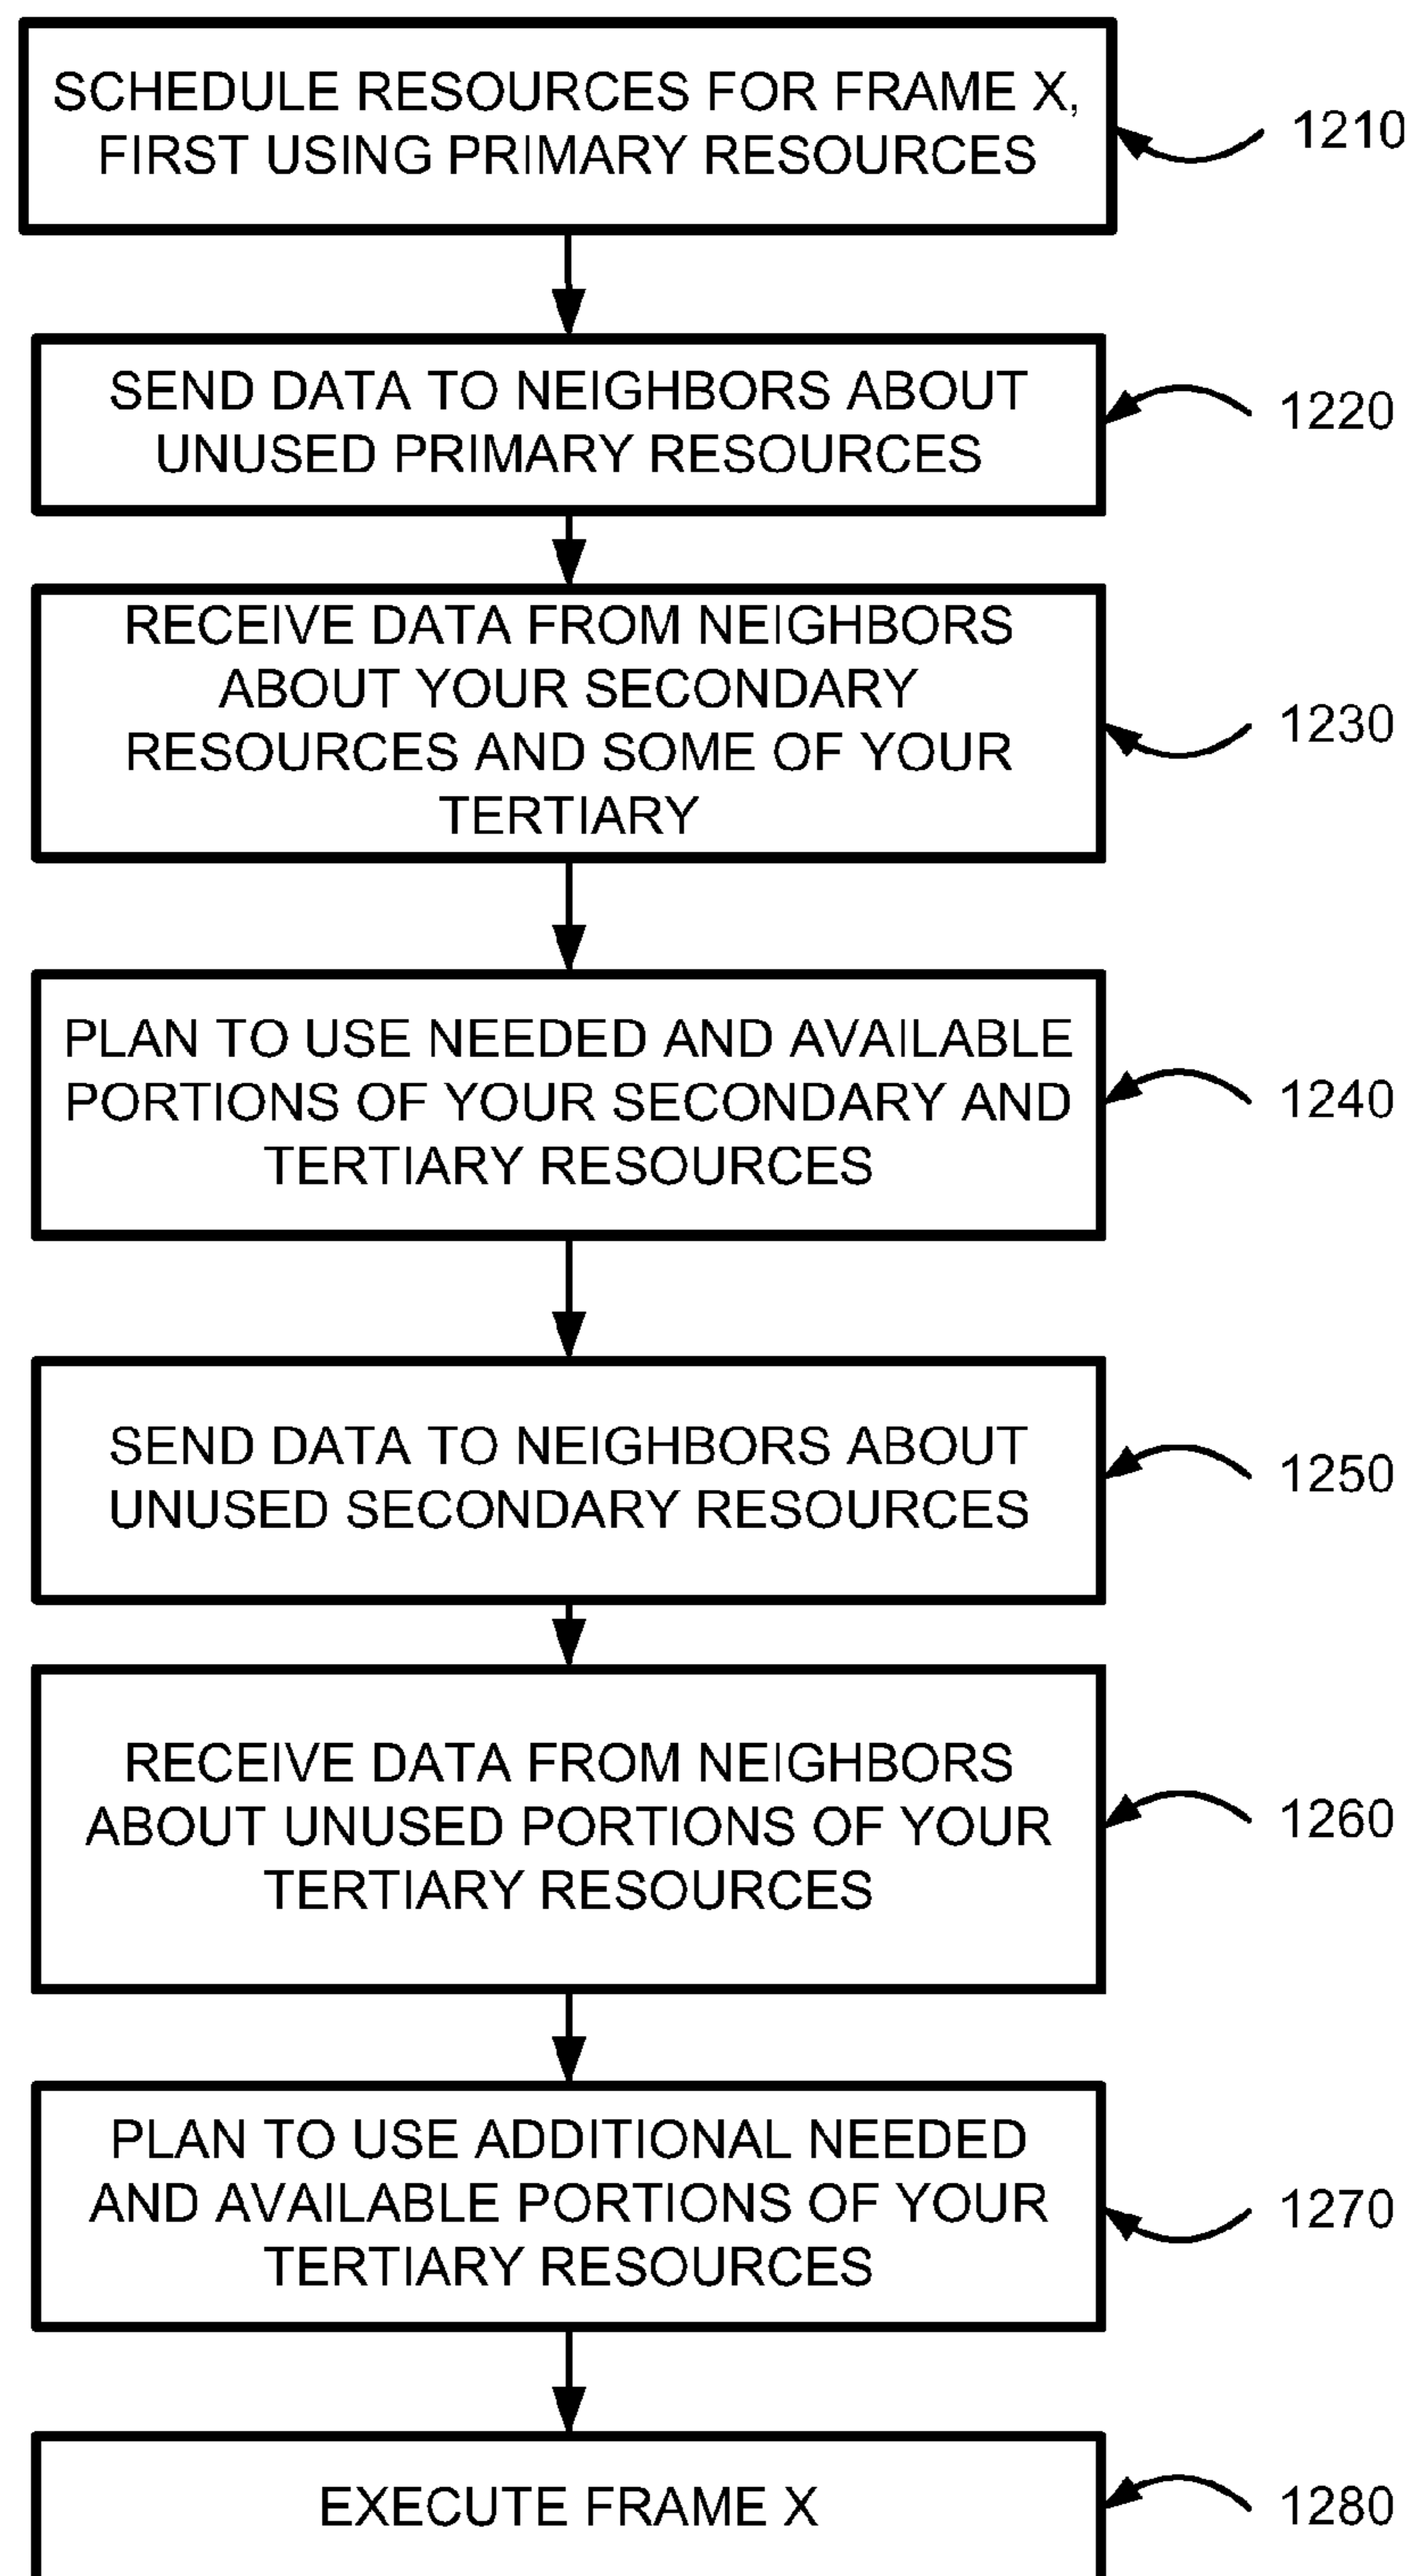 SCHEDULE RESOURCES FOR FRAME X,
FIRST USING PRIMARY RESOURCES
1210
SEND DATA TO NEIGHBORS ABOUT
UNUSED PRIMARY RESOURCES
1220
RECEIVE DATA FROM NEIGHBORS
ABOUT YOUR SECONDARY
RESOURCES AND SOME OF YOUR
TERTIARY
1230
PLAN TO USE NEEDED AND AVAILABLE
PORTIONS OF YOUR SECONDARY AND
TERTIARY RESOURCES
1240
SEND DATA TO NEIGHBORS ABOUT
UNUSED SECONDARY RESOURCES
1250
RECEIVE DATA FROM NEIGHBORS
ABOUT UNUSED PORTIONS OF YOUR
TERTIARY RESOURCES
1260
PLAN TO USE ADDITIONAL NEEDED
AND AVAILABLE PORTIONS OF YOUR
TERTIARY RESOURCES
1270
EXECUTE FRAME X
1280